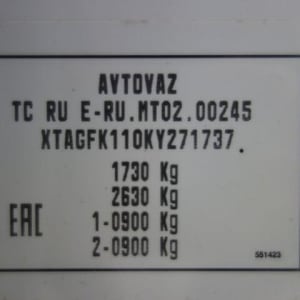 AVTOVAZ
TC RU E-RU.MT02.00245
XTAGFK110KY271737.
1730 Kg
2630 Kg
1-0900 Kg
2-0900 Kg
EAC
551423